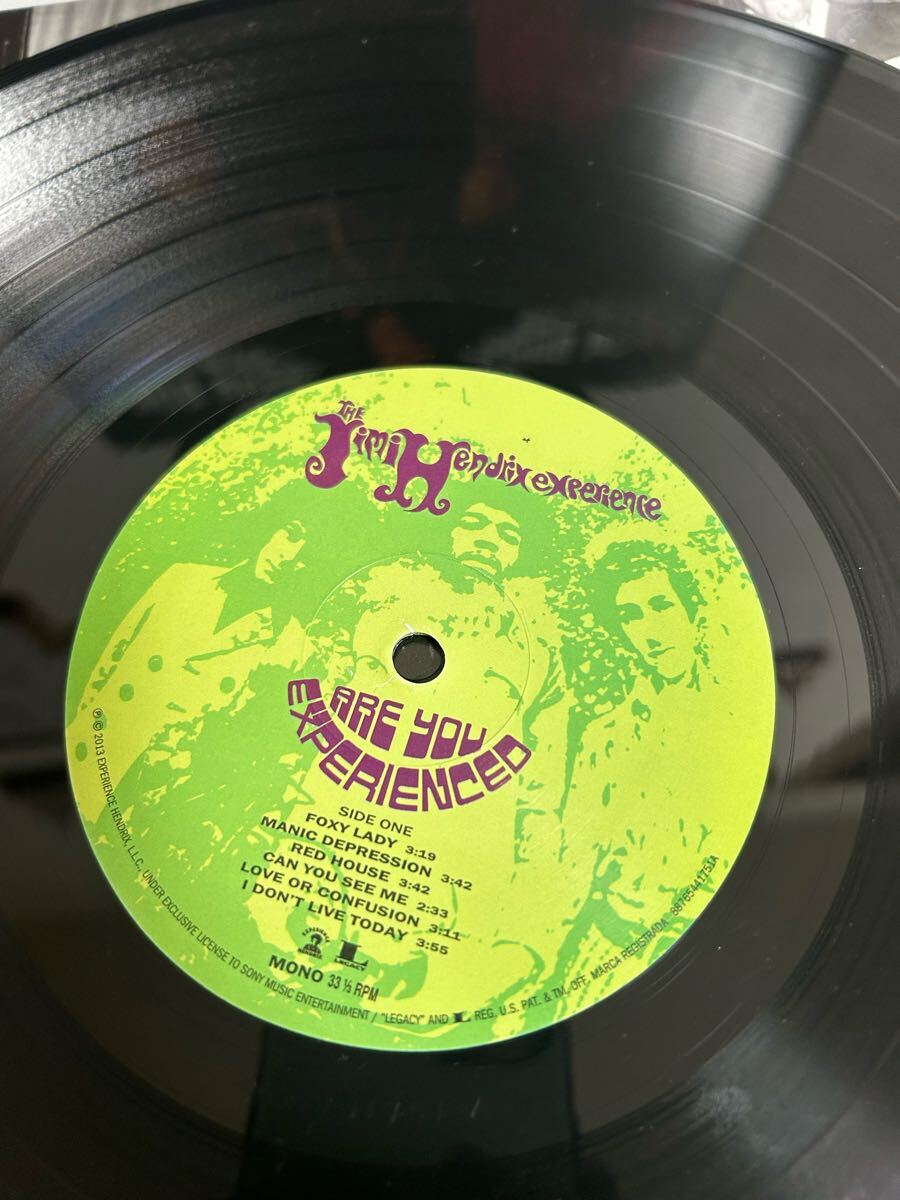 THE
Jimi Hendrix experience
ARE YOU
EXPERIENCED
SIDE ONE
FOXY LADY 3:19
MANIC DEPRESSION 3:42
RED HOUSE 3:42
CAN YOU SEE ME 2:33
LOVE OR CONFUSION 3:11
I DON'T LIVE TODAY 3:55
LEGACY
MONO 33 ⅓ RPM
℗ © 2013 EXPERIENCE HENDRIX, L.L.C., UNDER EXCLUSIVE LICENSE TO SONY MUSIC ENTERTAINMENT / "LEGACY" AND L REG. U.S. PAT. & TM. OFF. MARCA REGISTRADA 88765441751A